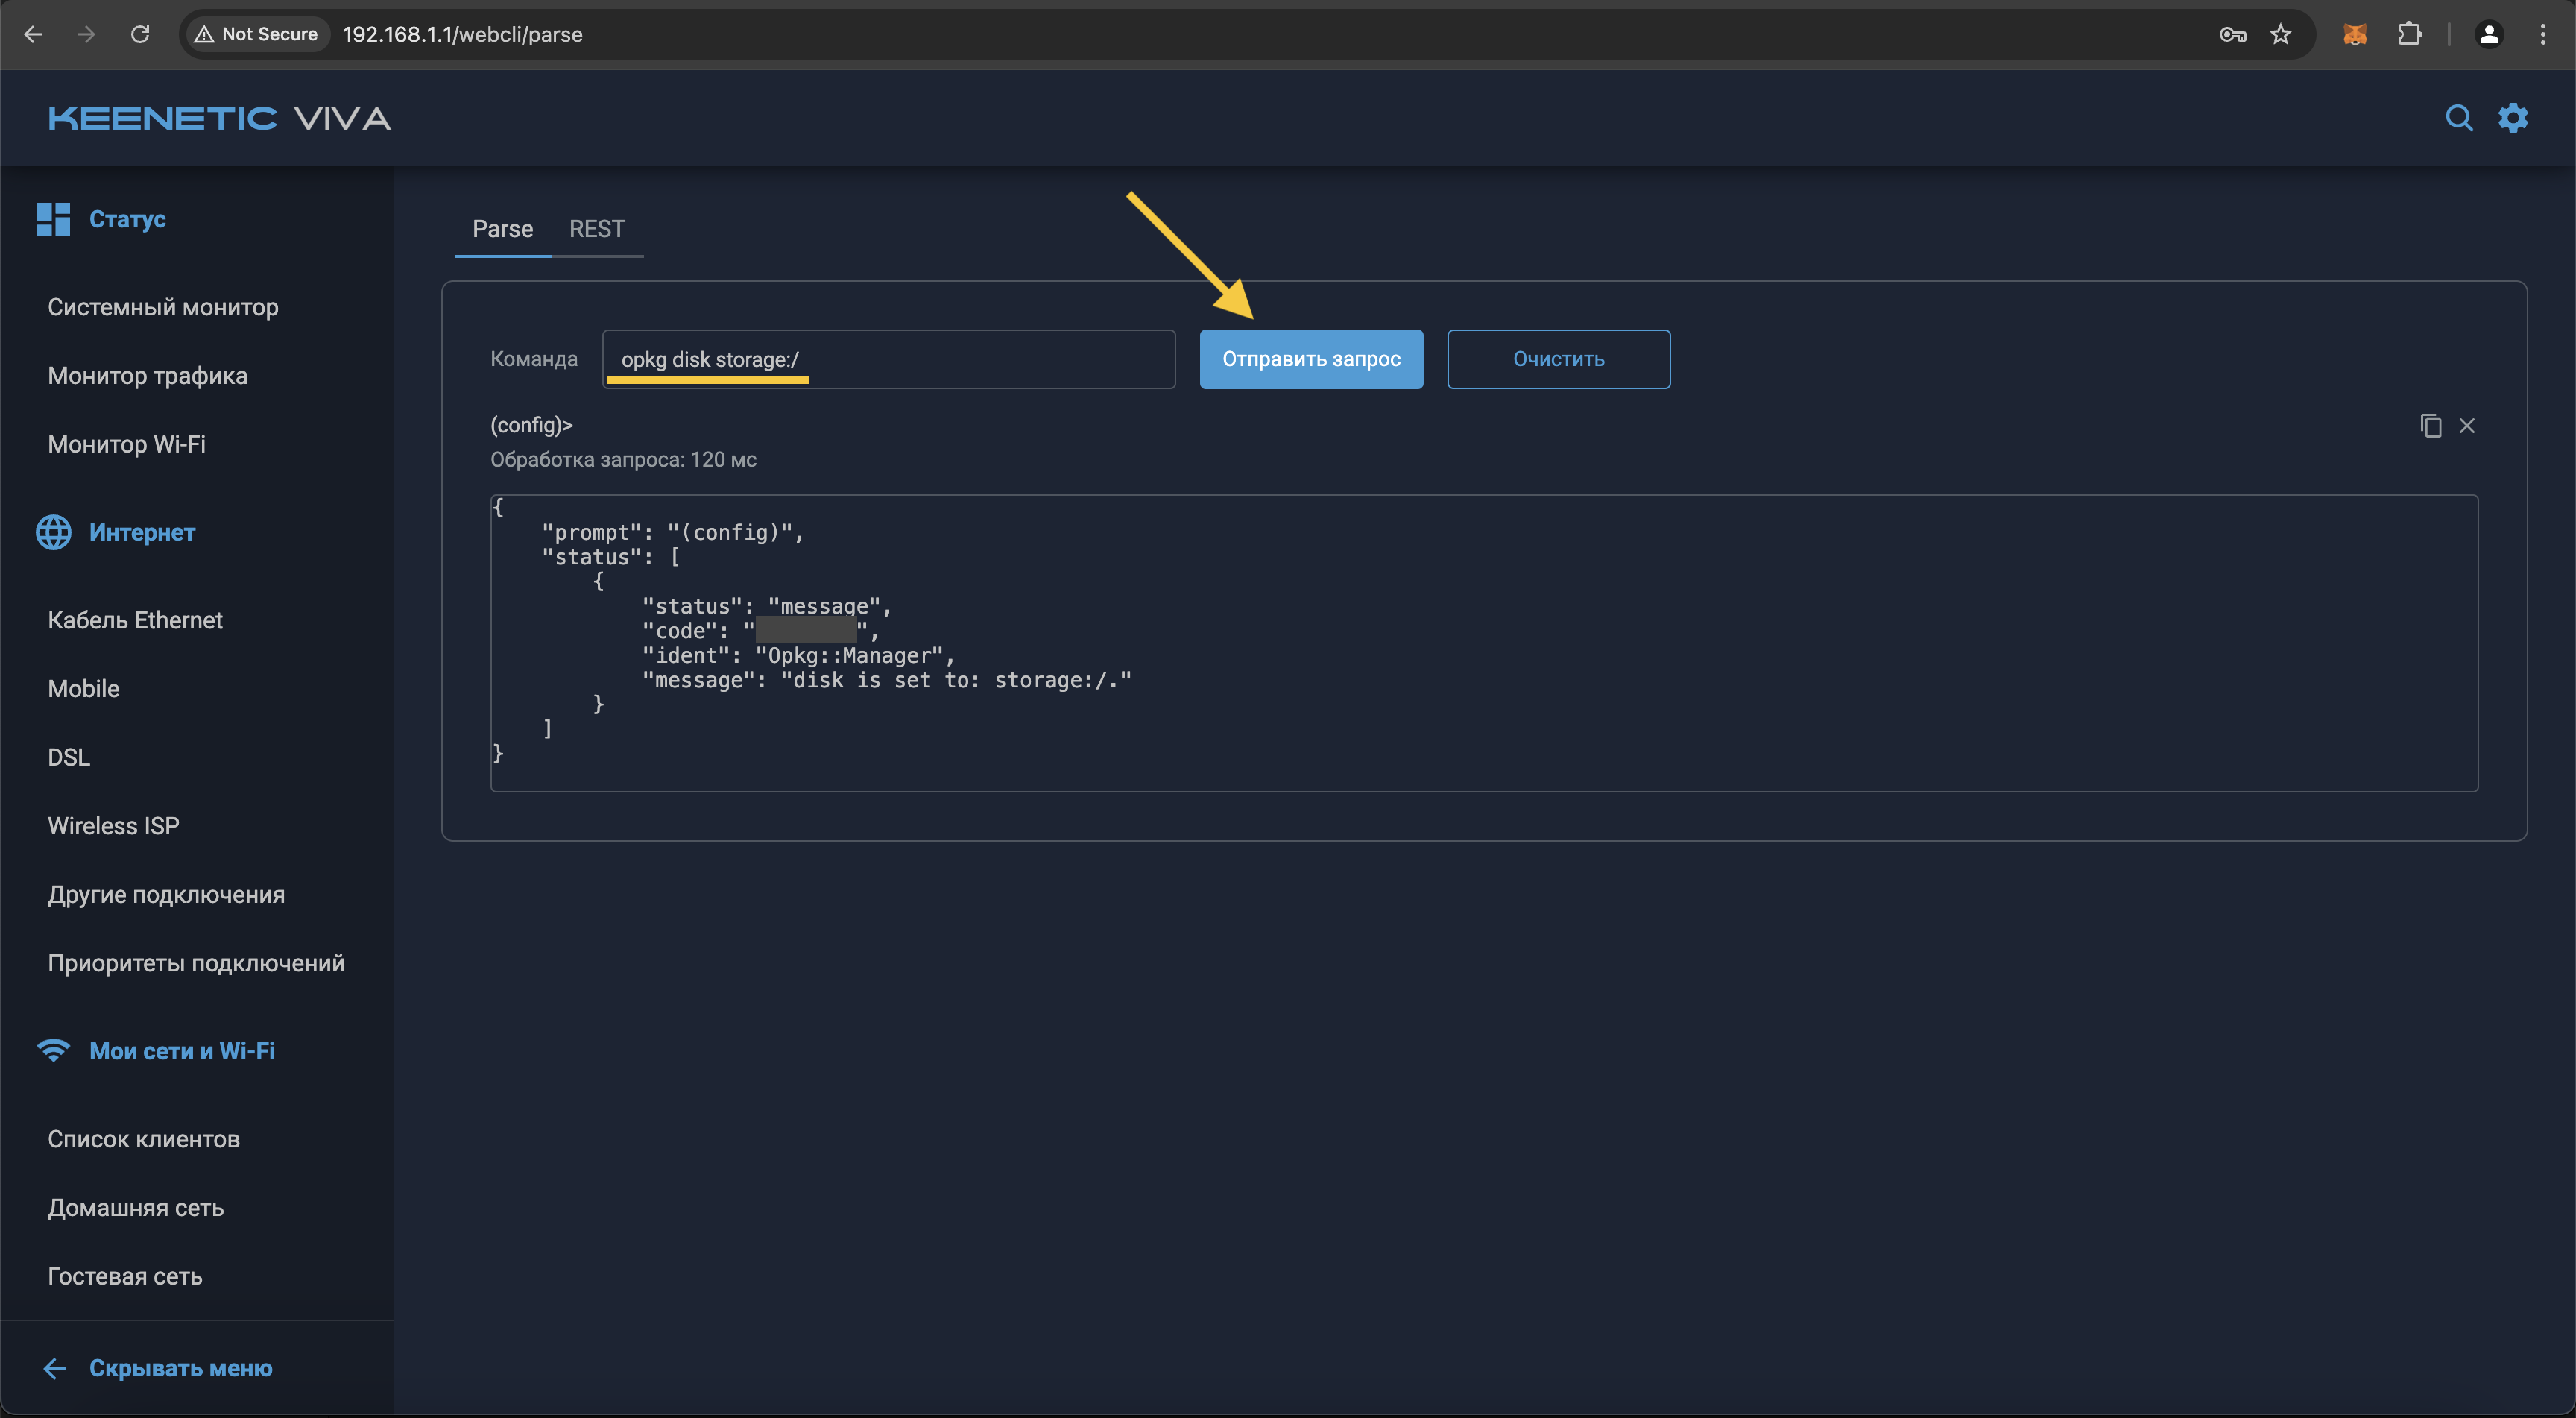 Not Secure 192.168.1.1/webcli/parse
KEENETIC VIVA
Статус
Системный монитор
Монитор трафика
Монитор Wi-Fi
Интернет
Кабель Ethernet
Mobile
DSL
Wireless ISP
Другие подключения
Приоритеты подключений
Мои сети и Wi-Fi
Список клиентов
Домашняя сеть
Гостевая сеть
Скрывать меню
Parse REST
Команда opkg disk storage:/ Отправить запрос Очистить
(config)>
Обработка запроса: 120 мс
{
"prompt": "(config)",
"status": [
{
"status": "message",
"code": "",
"ident": "Opkg::Manager",
"message": "disk is set to: storage:/."
}
]
}